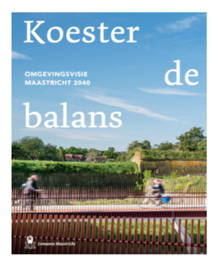 Koester
OMGEVINGSVISIE
MAASTRICHT 2040
de
balans
Gemeente Maastricht